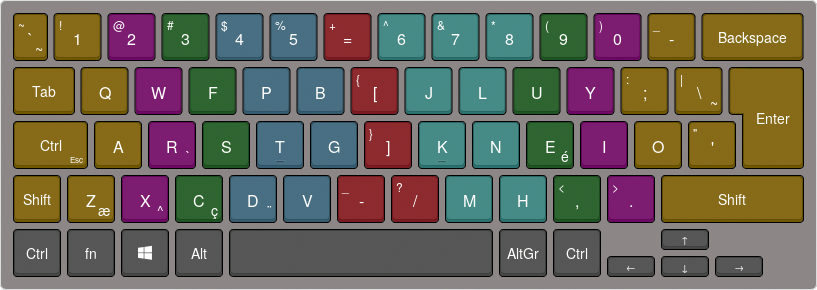 ~ ` ~ ! 1 @ 2 # 3 $ 4 % 5 + = ^ 6 & 7 * 8 ( 9 ) 0 _ - Backspace
Tab Q W F P B { [ J L U Y : ; | \ ~ Enter
Ctrl Esc A R ` S T _ G } ] K _ N E é I O " '
Shift Z æ X ^ C ç D ¨ V _ - ? / M H < , > . Shift
Ctrl fn Alt AltGr Ctrl ← ↑ ↓ →